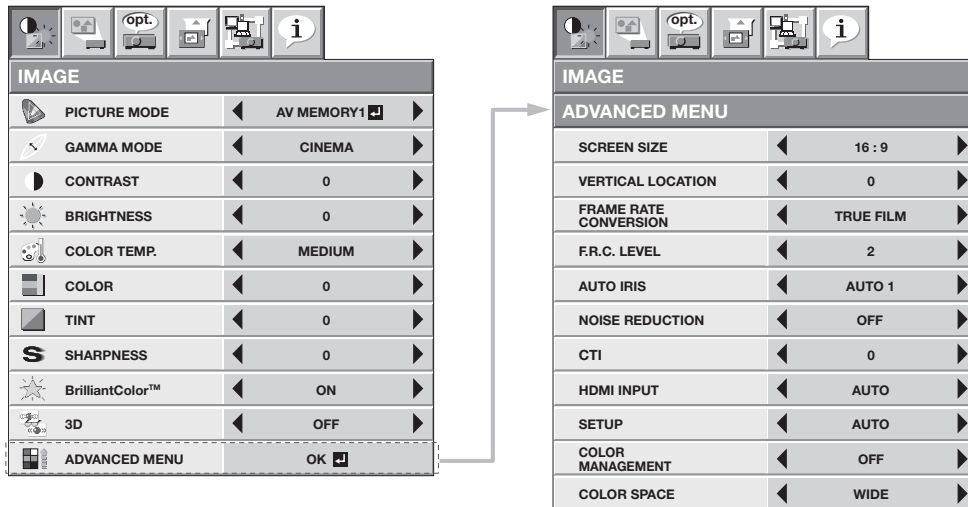 opt.
i
IMAGE
PICTURE MODE AV MEMORY1
GAMMA MODE CINEMA
CONTRAST 0
BRIGHTNESS 0
COLOR TEMP. MEDIUM
COLOR 0
TINT 0
S SHARPNESS 0
BrilliantColor™ ON
3D OFF
ADVANCED MENU OK
opt.
i
IMAGE
ADVANCED MENU
SCREEN SIZE 16 : 9
VERTICAL LOCATION 0
FRAME RATE
CONVERSION TRUE FILM
F.R.C. LEVEL 2
AUTO IRIS AUTO 1
NOISE REDUCTION OFF
CTI 0
HDMI INPUT AUTO
SETUP AUTO
COLOR
MANAGEMENT OFF
COLOR SPACE WIDE